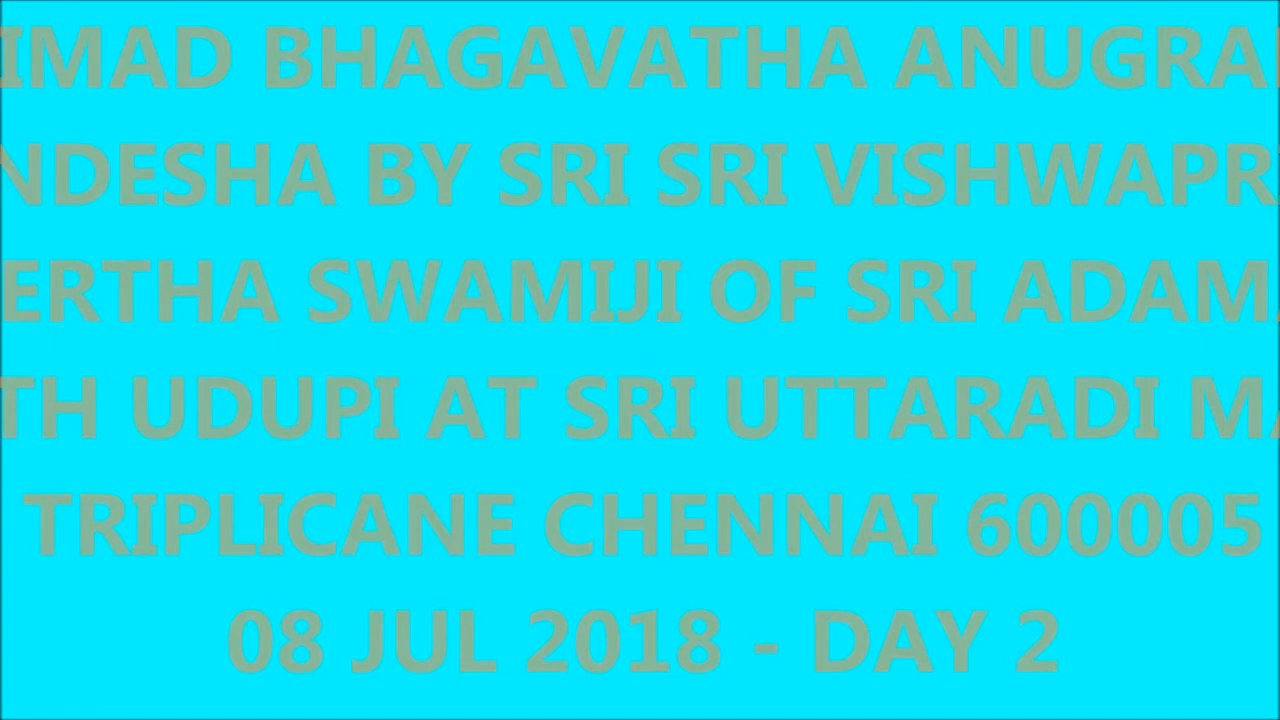 IMAD BHAGAVATHA ANUGRA
NDESHA BY SRI SRI VISHWAPR
ERTHA SWAMIJI OF SRI ADAM
TH UDUPI AT SRI UTTARADI MA
TRIPLICANE CHENNAI 600005
08 JUL 2018 - DAY 2